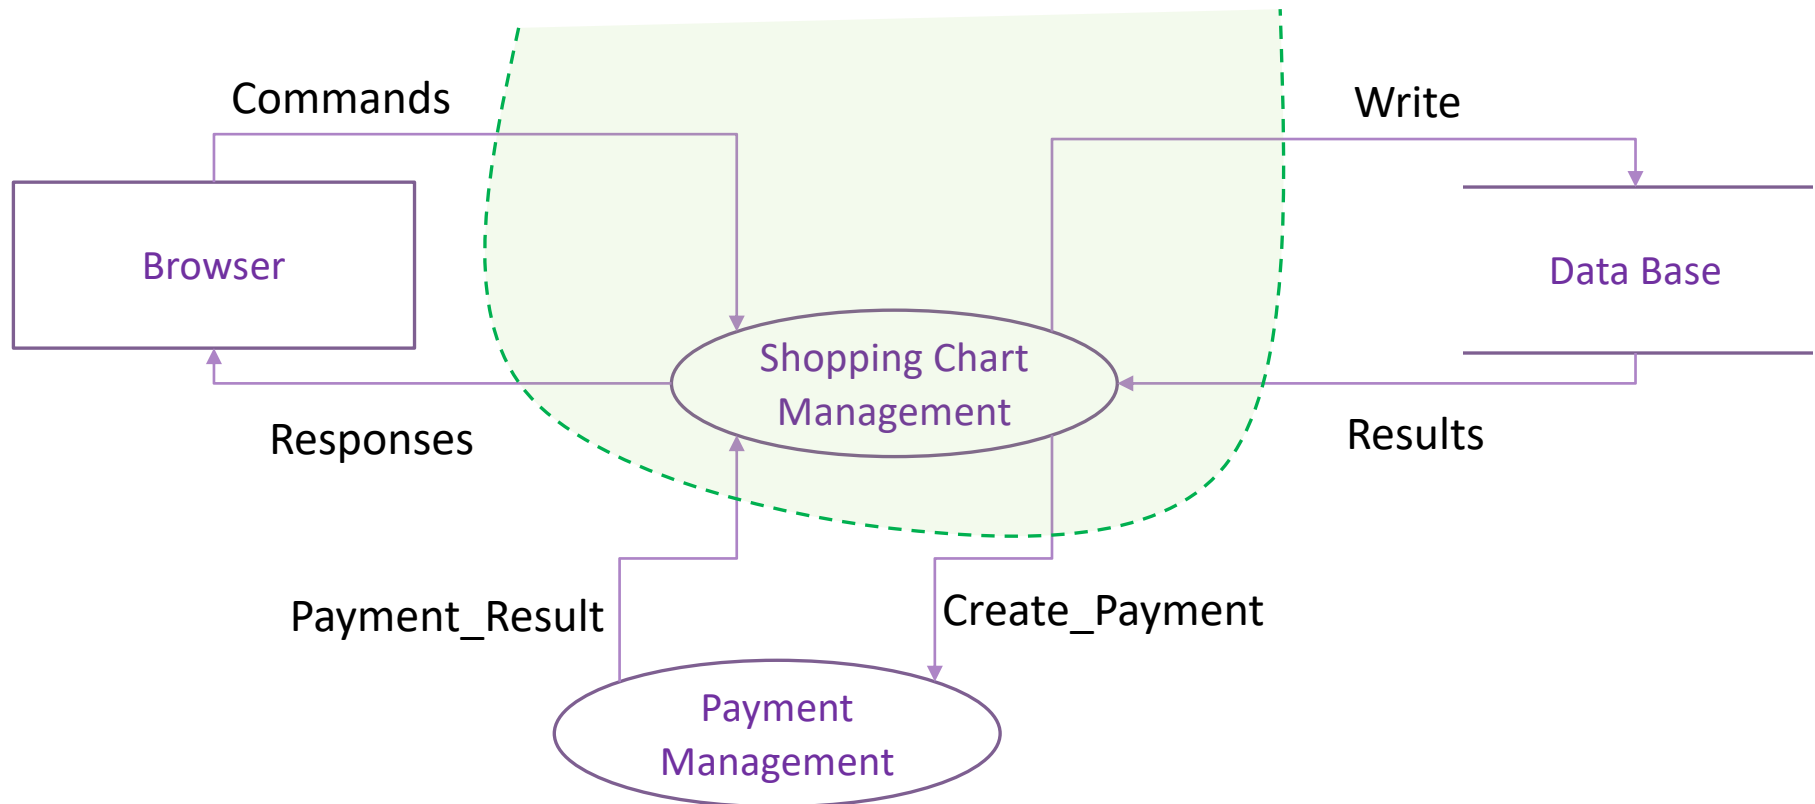 Commands
Write
Browser
Data Base
Shopping Chart
Management
Responses
Results
Payment_Result
Create_Payment
Payment
Management